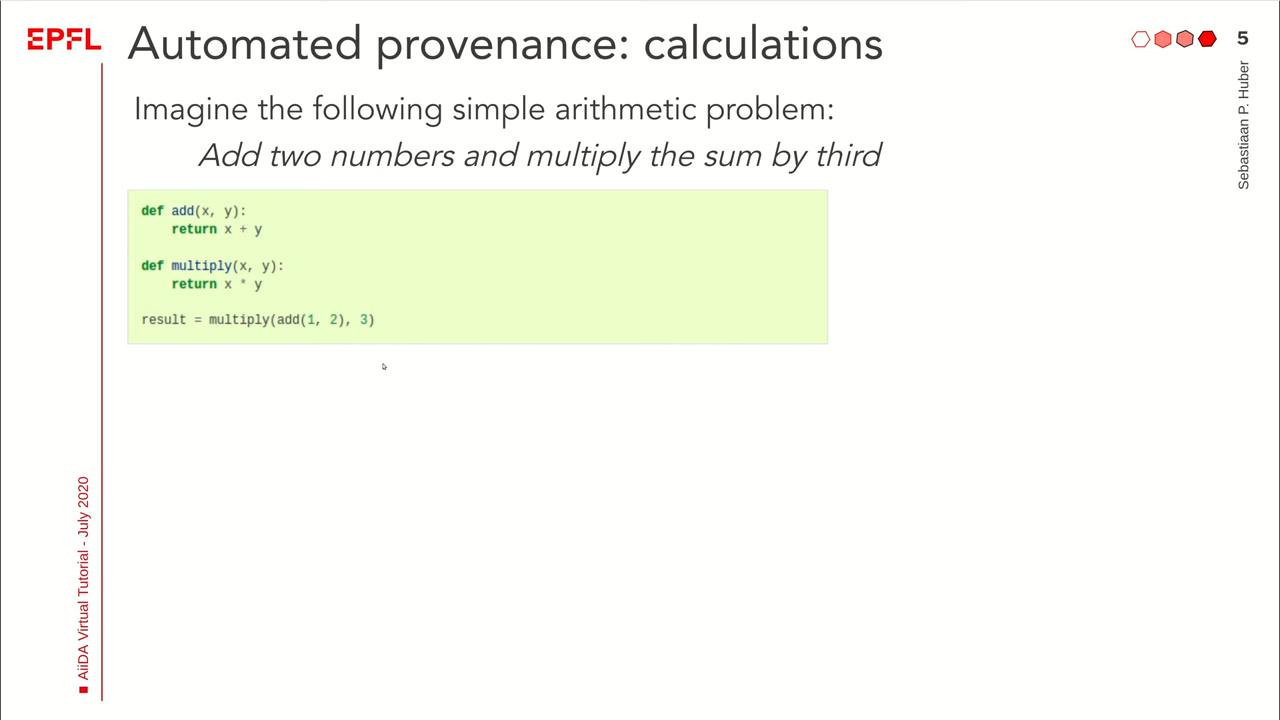 EPFL
Automated provenance: calculations
5
Sebastiaan P. Huber
Imagine the following simple arithmetic problem:
Add two numbers and multiply the sum by third
def add(x, y):
    return x + y
def multiply(x, y):
    return x * y
result = multiply(add(1, 2), 3)
AiiDA Virtual Tutorial - July 2020